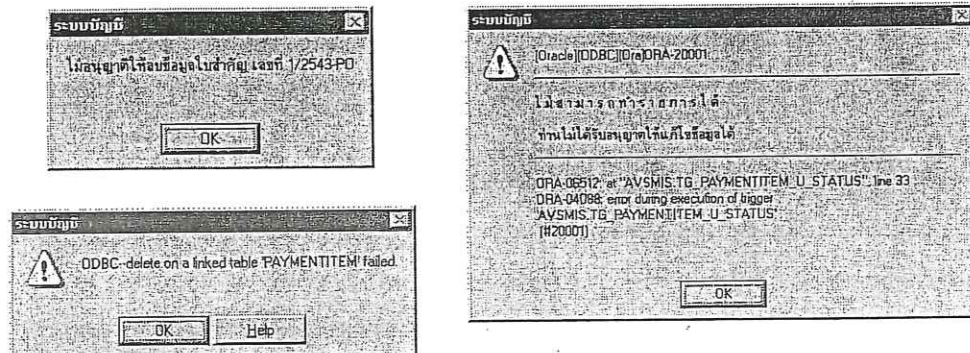 ระบบบัญชี
ไม่อนุญาติให้ลบข้อมูลใบสำคัญ เลขที่ 1/2543-PO
OK
ระบบบัญชี
ODBC--delete on a linked table 'PAYMENTITEM' failed.
OK
Help
ระบบบัญชี
[Oracle][ODBC][Ora]ORA-20001
ไม่สามารถทำรายการได้
ท่านไม่ได้รับอนุญาตให้แก้ไขข้อมูลได้
ORA-06512: at "AVSMIS.TG_PAYMENTITEM_U_STATUS", line 33
ORA-04088: error during execution of trigger
'AVSMIS.TG_PAYMENTITEM_U_STATUS'
(#20001)
OK